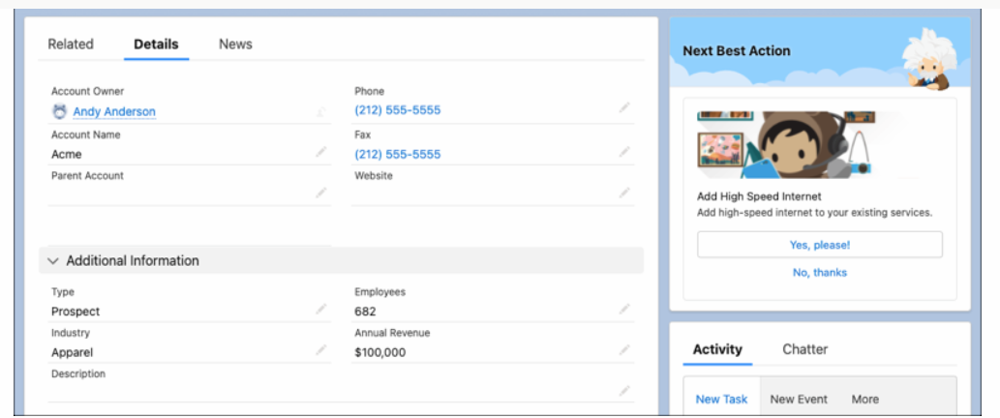 Related Details News
Account Owner
Andy Anderson
Phone
(212) 555-5555
Account Name
Acme
Fax
(212) 555-5555
Parent Account
Website
Additional Information
Type
Prospect
Employees
682
Industry
Apparel
Annual Revenue
$100,000
Description
Next Best Action
Add High Speed Internet
Add high-speed internet to your existing services.
Yes, please!
No, thanks
Activity Chatter
New Task New Event More